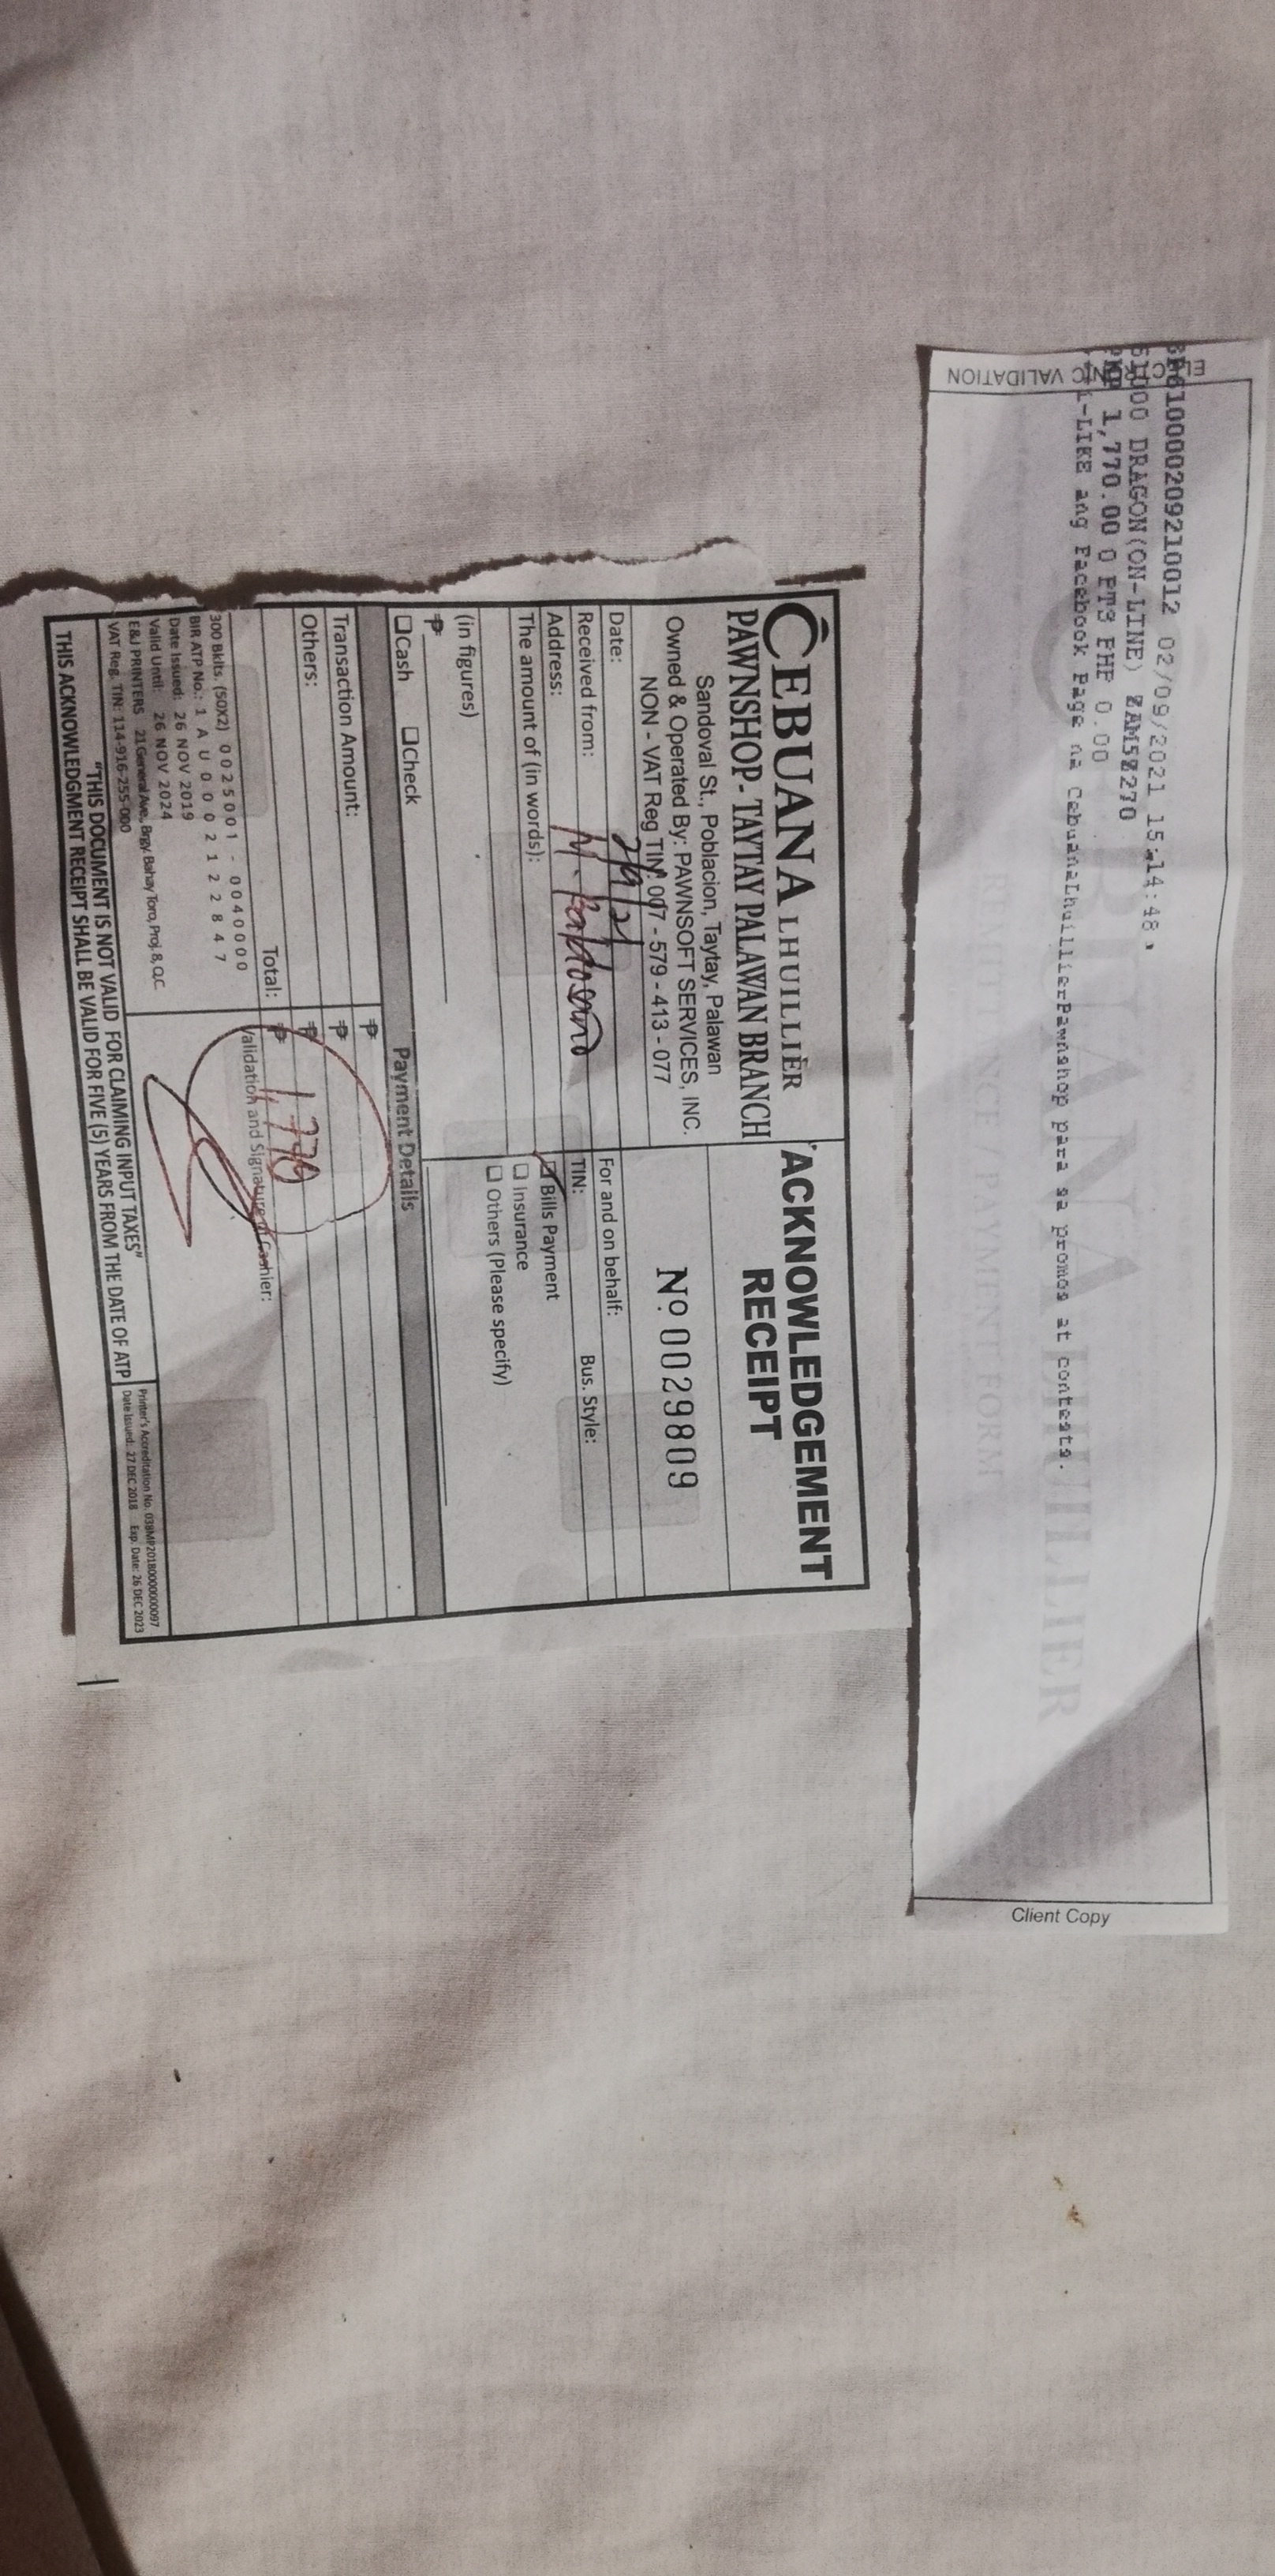 ELECTRONIC VALIDATION
BP610000209210012 02/09/2021 15:14:48
61000 DRAGON(ON-LINE)
PHP 1,770.00 0 PTS PHP 0.00
I-LIKE ang Facebook Page na CebuanaLhuillierPawnshop para sa promos at contests.
CEBUANA LHUILLIER
REMITTANCE / PAYMENT FORM
Client Copy
CEBUANA LHUILLIER
PAWNSHOP - TAYTAY PALAWAN BRANCH
Sandoval St., Poblacion, Taytay, Palawan
Owned & Operated By: PAWNSOFT SERVICES, INC.
NON - VAT Reg TIN: 007 - 579 - 413 - 077
ACKNOWLEDGEMENT
RECEIPT
No. 0029809
Date: 2/9/21
For and on behalf:
Received from: M.
TIN: Bus. Style:
Address:
The amount of (in words):
Bills Payment
Insurance
Others (Please specify)
(in figures)
₱
Cash Check
Payment Details
₱
Transaction Amount: ₱
Others: ₱
Total: ₱ 1,770
300 Bklts. (50X2) 0025001 - 0040000
BIR ATP No.: 1 A U 0 0 0 2 1 2 2 8 4 7
Date Issued: 26 NOV 2019
Valid Until: 26 NOV 2024
E&J PRINTERS 21 General Ave., Brgy. Bahay Toro, Proj. 8, Q.C.
VAT Reg. TIN: 114-916-255-000
Validation and Signature of Cashier:
"THIS DOCUMENT IS NOT VALID FOR CLAIMING INPUT TAXES"
THIS ACKNOWLEDGMENT RECEIPT SHALL BE VALID FOR FIVE (5) YEARS FROM THE DATE OF ATP
Printer's Accreditation No. 038MP20180000000097
Date Issued: 27 DEC 2018 Exp. Date: 26 DEC 2023